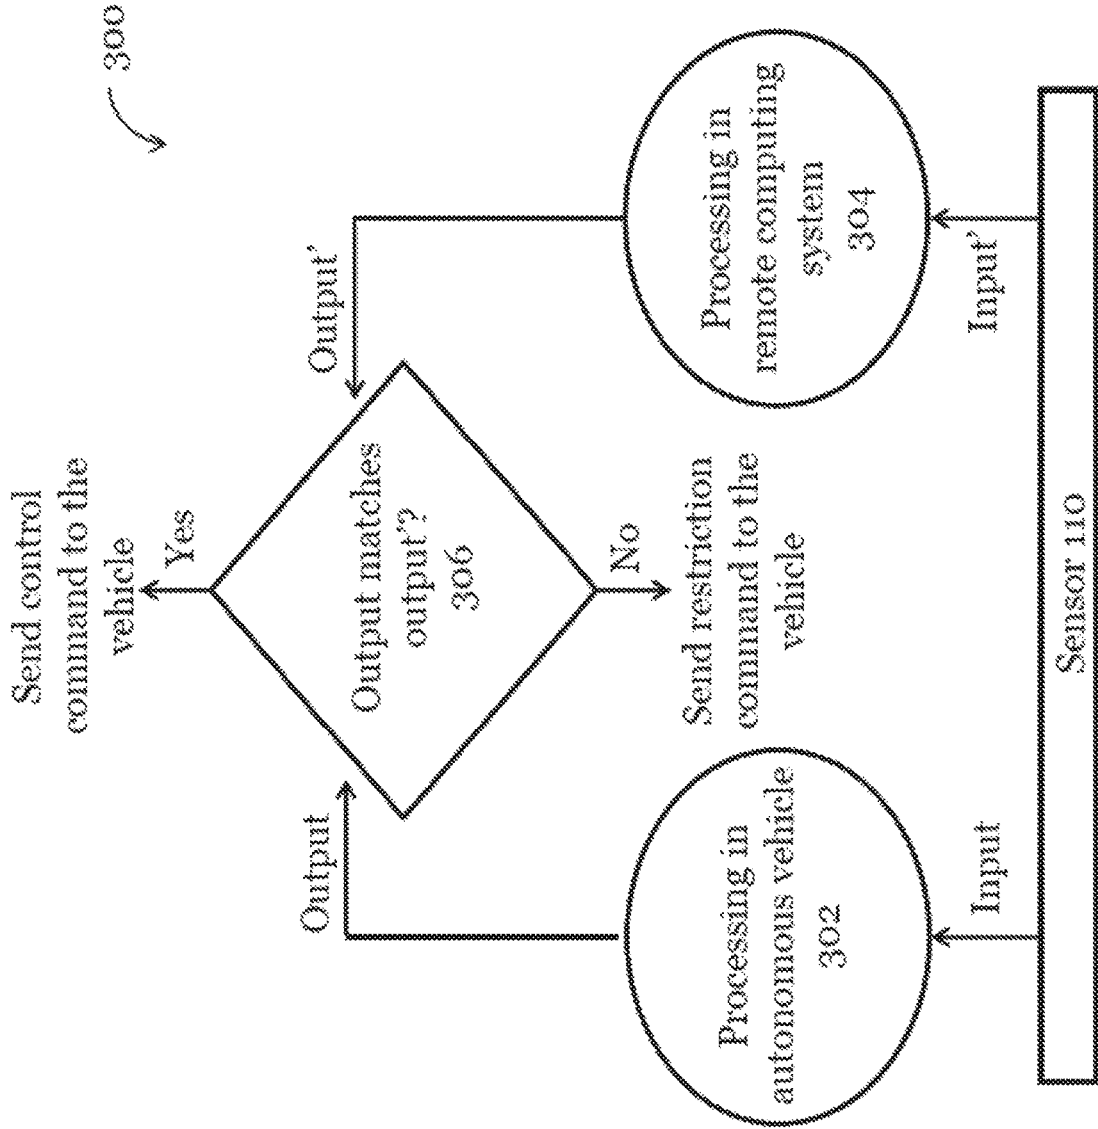 300
Send control
command to the
vehicle
Yes
Output
Output’
Output matches
output’?
306
No
Send restriction
command to the
vehicle
Processing in
autonomous vehicle
302
Processing in
remote computing
system
304
Input
Input’
Sensor 110